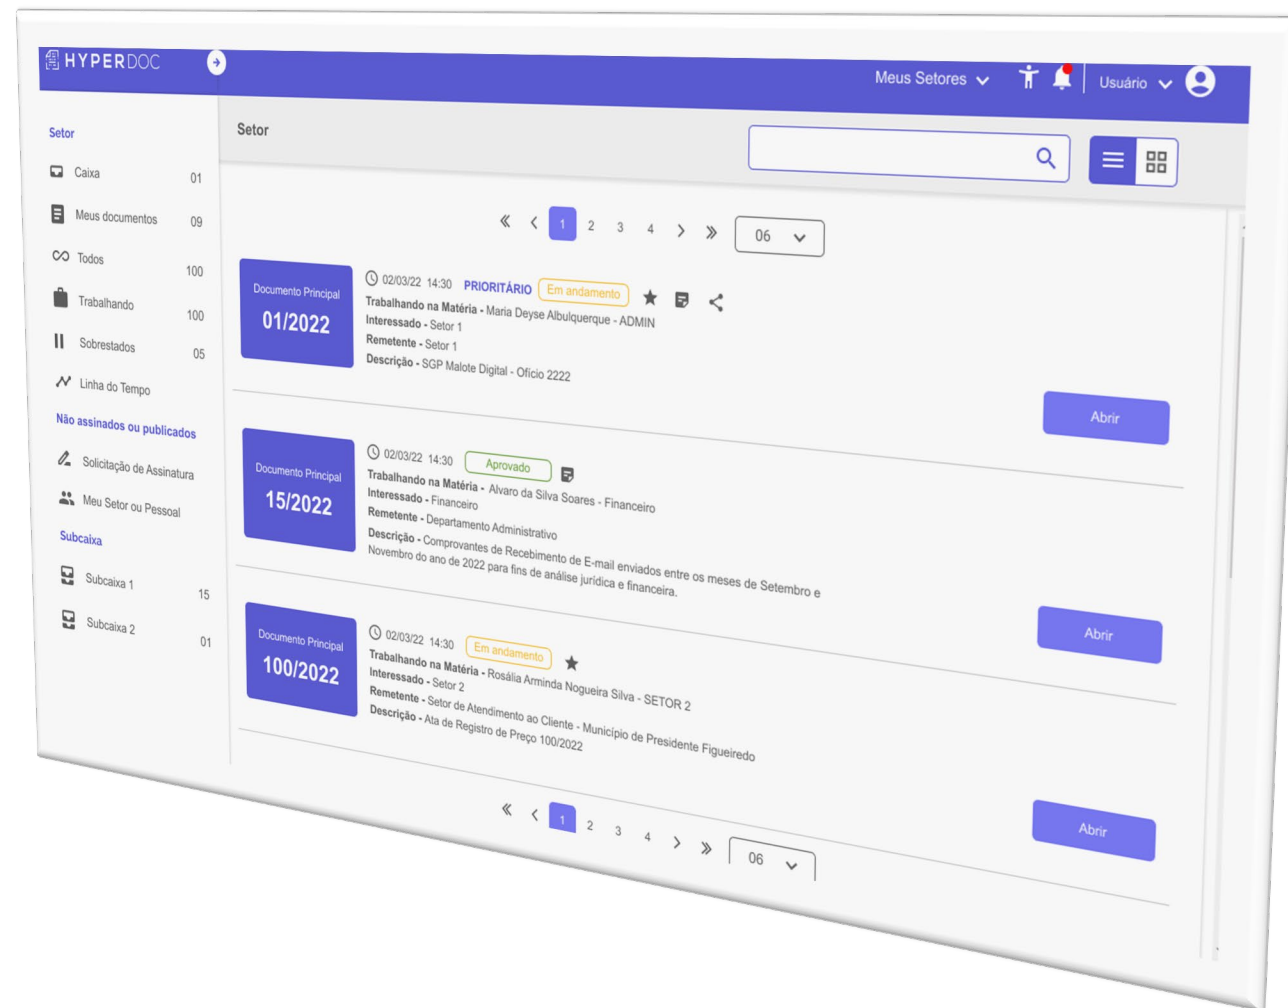 HYPERDOC
Meus Setores
Usuário
Setor
Caixa 01
Meus documentos 09
Todos 100
Trabalhando 100
Sobrestados 05
Linha do Tempo
Não assinados ou publicados
Solicitação de Assinatura
Meu Setor ou Pessoal
Subcaixa
Subcaixa 1 15
Subcaixa 2 01
Setor
1 2 3 4 06
Documento Principal
01/2022
02/03/22 14:30 PRIORITÁRIO Em andamento
Trabalhando na Matéria - Maria Deyse Albulquerque - ADMIN
Interessado - Setor 1
Remetente - Setor 1
Descrição - SGP Malote Digital - Ofício 2222
Abrir
Documento Principal
15/2022
02/03/22 14:30 Aprovado
Trabalhando na Matéria - Alvaro da Silva Soares - Financeiro
Interessado - Financeiro
Remetente - Departamento Administrativo
Descrição - Comprovantes de Recebimento de E-mail enviados entre os meses de Setembro e
Novembro do ano de 2022 para fins de análise jurídica e financeira.
Abrir
Documento Principal
100/2022
02/03/22 14:30 Em andamento
Trabalhando na Matéria - Rosália Arminda Nogueira Silva - SETOR 2
Interessado - Setor 2
Remetente - Setor de Atendimento ao Cliente - Município de Presidente Figueiredo
Descrição - Ata de Registro de Preço 100/2022
Abrir
1 2 3 4 06